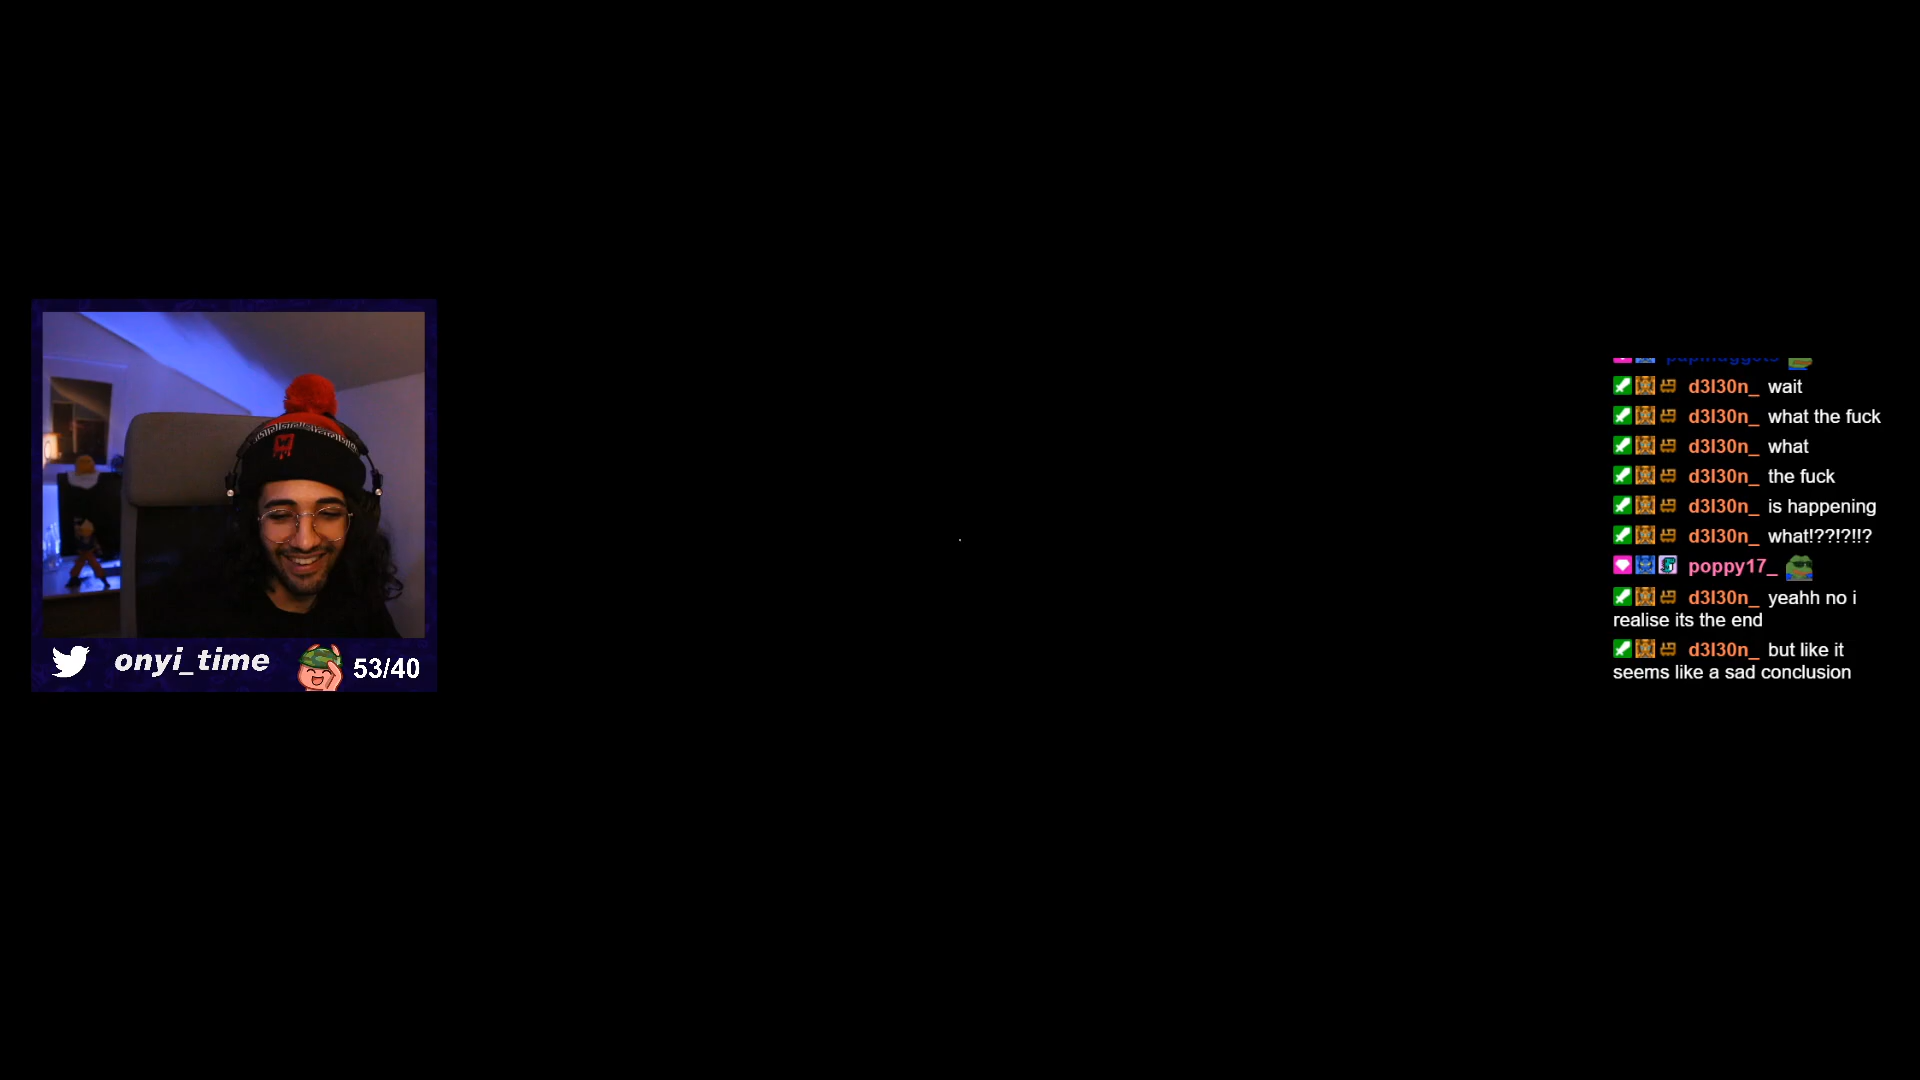 onyi_time 53/40
d3l30n_ wait
d3l30n_ what the fuck
d3l30n_ what
d3l30n_ the fuck
d3l30n_ is happening
d3l30n_ what!??!?!!?
poppy17_
d3l30n_ yeahh no i
realise its the end
d3l30n_ but like it
seems like a sad conclusion